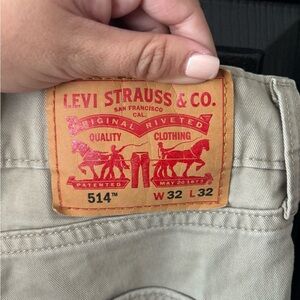 LEVI STRAUSS & CO.
SAN FRANCISCO
CAL.
ORIGINAL RIVETED
QUALITY CLOTHING
PATENTED MAY 20 1873
514™ W 32 L 32